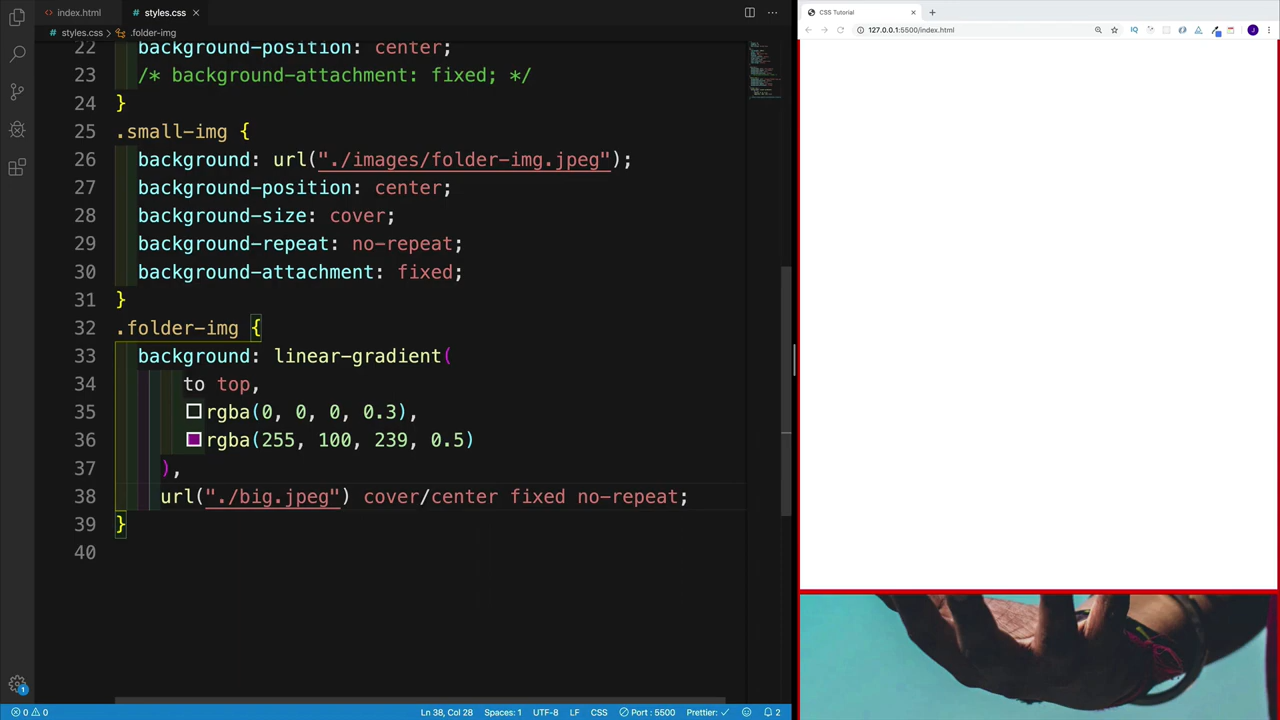 index.html
styles.css
CSS Tutorial
styles.css > .folder-img
127.0.0.1:5500/index.html
IQ
J
22 background-position: center;
23 /* background-attachment: fixed; */
24 }
25 .small-img {
26 background: url("./images/folder-img.jpeg");
27 background-position: center;
28 background-size: cover;
29 background-repeat: no-repeat;
30 background-attachment: fixed;
31 }
32 .folder-img {
33 background: linear-gradient(
34 to top,
35 rgba(0, 0, 0, 0.3),
36 rgba(255, 100, 239, 0.5)
37 ),
38 url("./big.jpeg") cover/center fixed no-repeat;
39 }
40
1
0 0
Ln 38, Col 28
Spaces: 1
UTF-8
LF
CSS
Port : 5500
Prettier: ✓
2